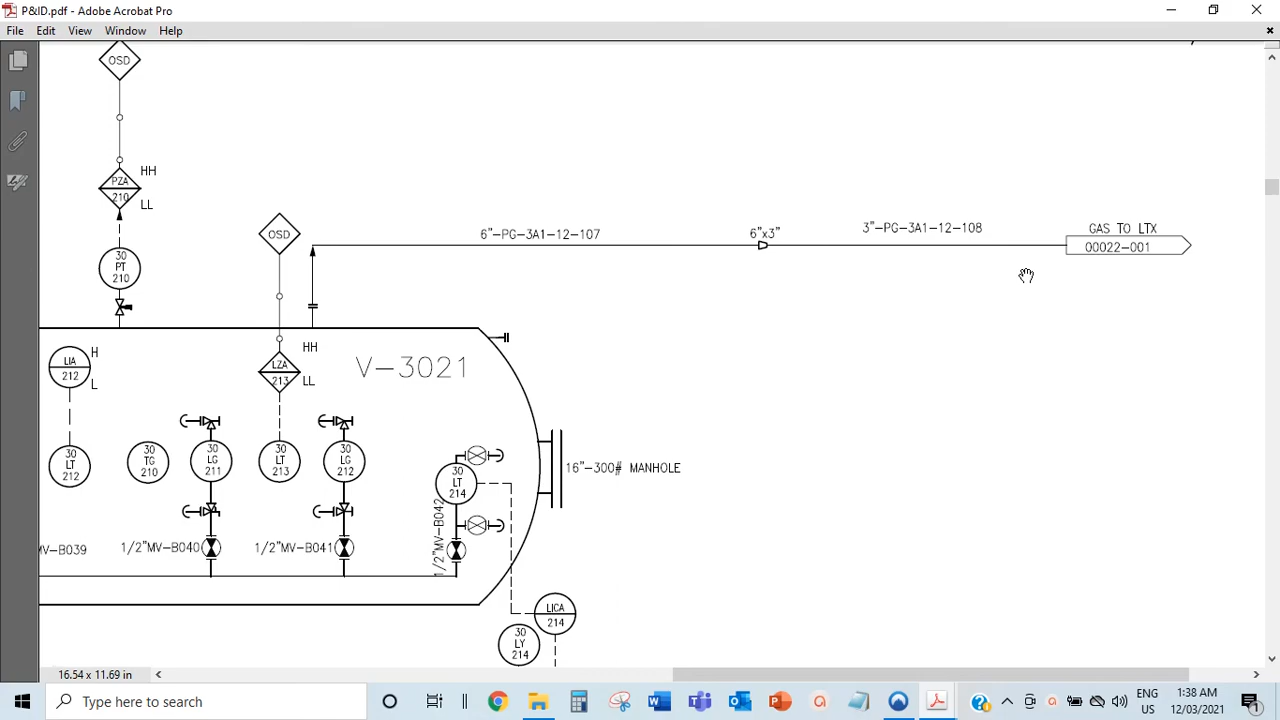 P&ID.pdf - Adobe Acrobat Pro
File Edit View Window Help
OSD
PZA
210
HH
LL
30
PT
210
OSD
6"-PG-3A1-12-107
6"x3"
3"-PG-3A1-12-108
GAS TO LTX
00022-001
LIA
212
H
L
LZA
213
HH
LL
V-3021
30
LT
212
30
TG
210
30
LG
211
30
LT
213
30
LG
212
30
LT
214
16"-300# MANHOLE
MV-B039
1/2"MV-B040
1/2"MV-B041
1/2"MV-B042
LICA
214
30
LY
214
16.54 x 11.69 in
Type here to search
ENG
US
1:38 AM
12/03/2021
1